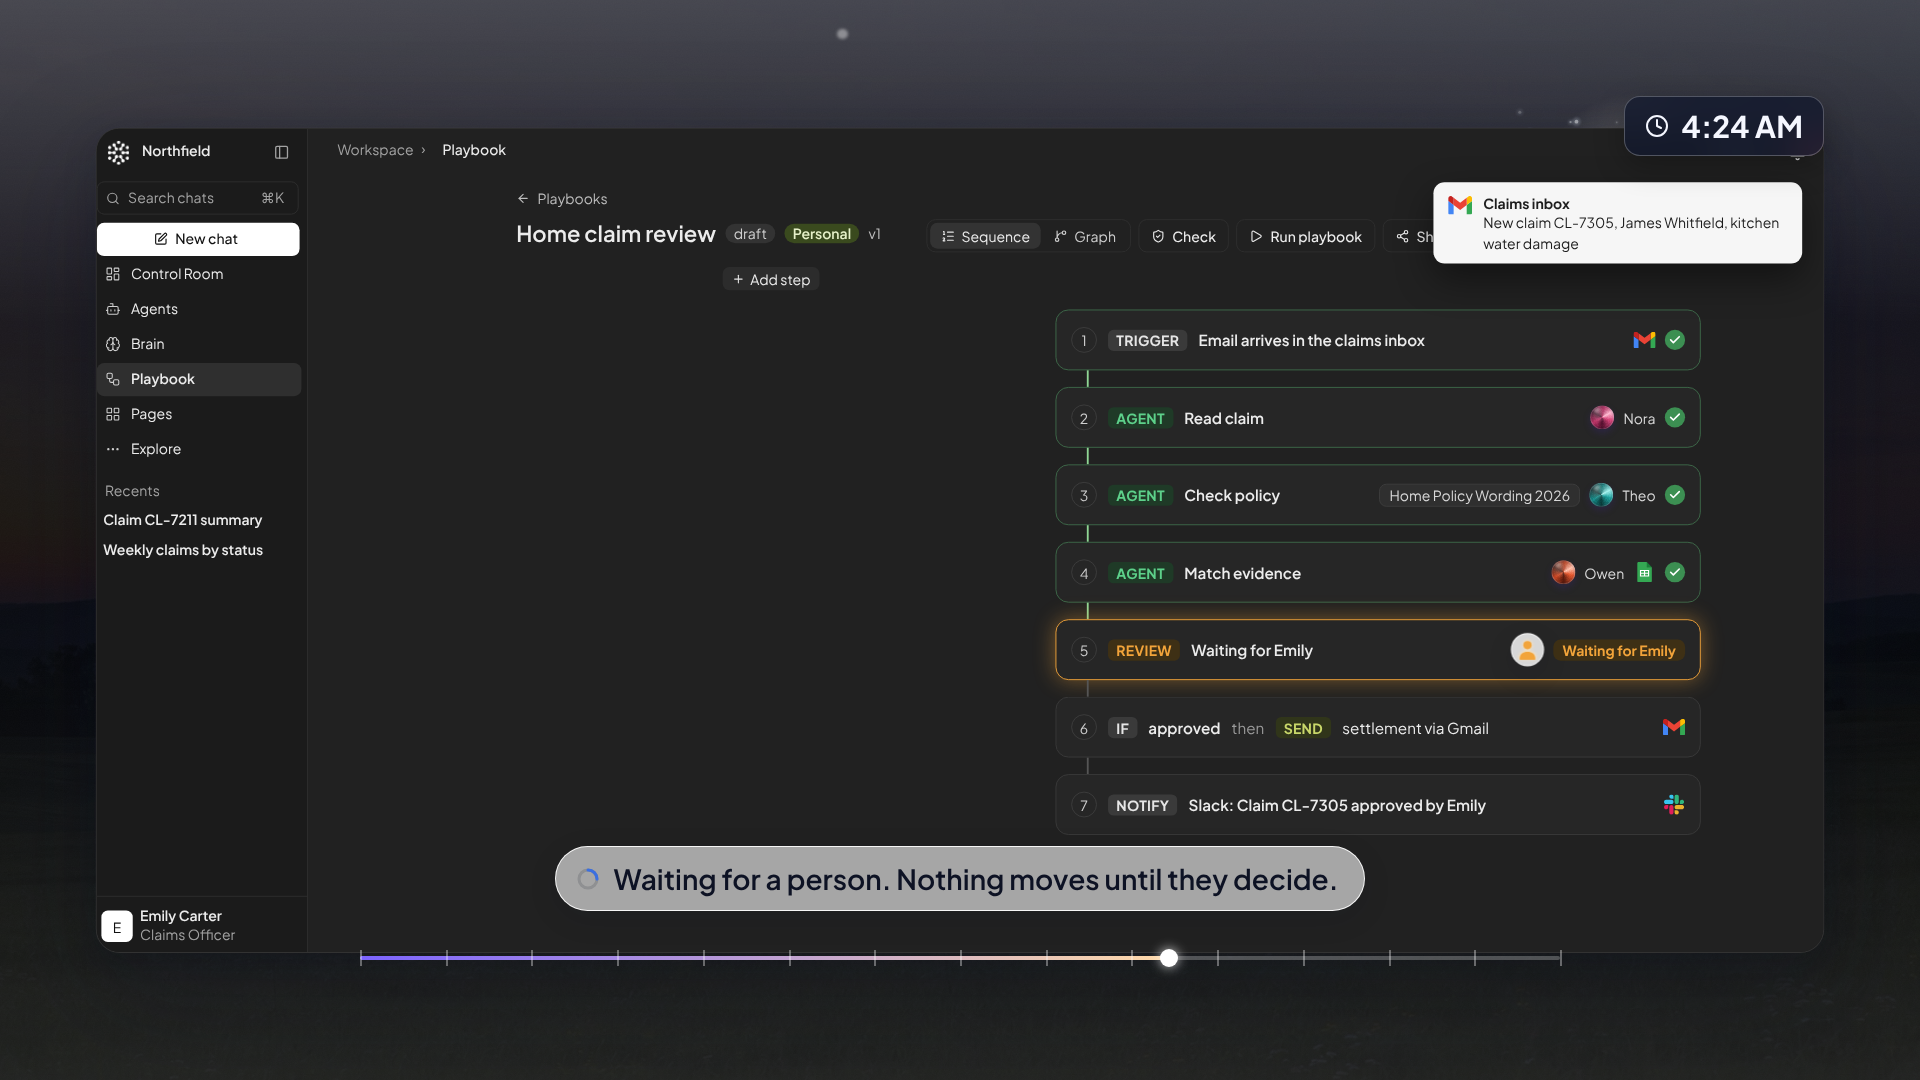 4:24 AM
Northfield
Workspace › Playbook
Search chats ⌘K
New chat
Control Room
Agents
Brain
Playbook
Pages
Explore
Recents
Claim CL-7211 summary
Weekly claims by status
Emily Carter
E
Claims Officer
Playbooks
Home claim review draft Personal v1
Sequence Graph Check Run playbook Sh
+ Add step
Claims inbox
New claim CL-7305, James Whitfield, kitchen
water damage
1 TRIGGER Email arrives in the claims inbox
2 AGENT Read claim Nora
3 AGENT Check policy Home Policy Wording 2026 Theo
4 AGENT Match evidence Owen
5 REVIEW Waiting for Emily Waiting for Emily
6 IF approved then SEND settlement via Gmail
7 NOTIFY Slack: Claim CL-7305 approved by Emily
Waiting for a person. Nothing moves until they decide.